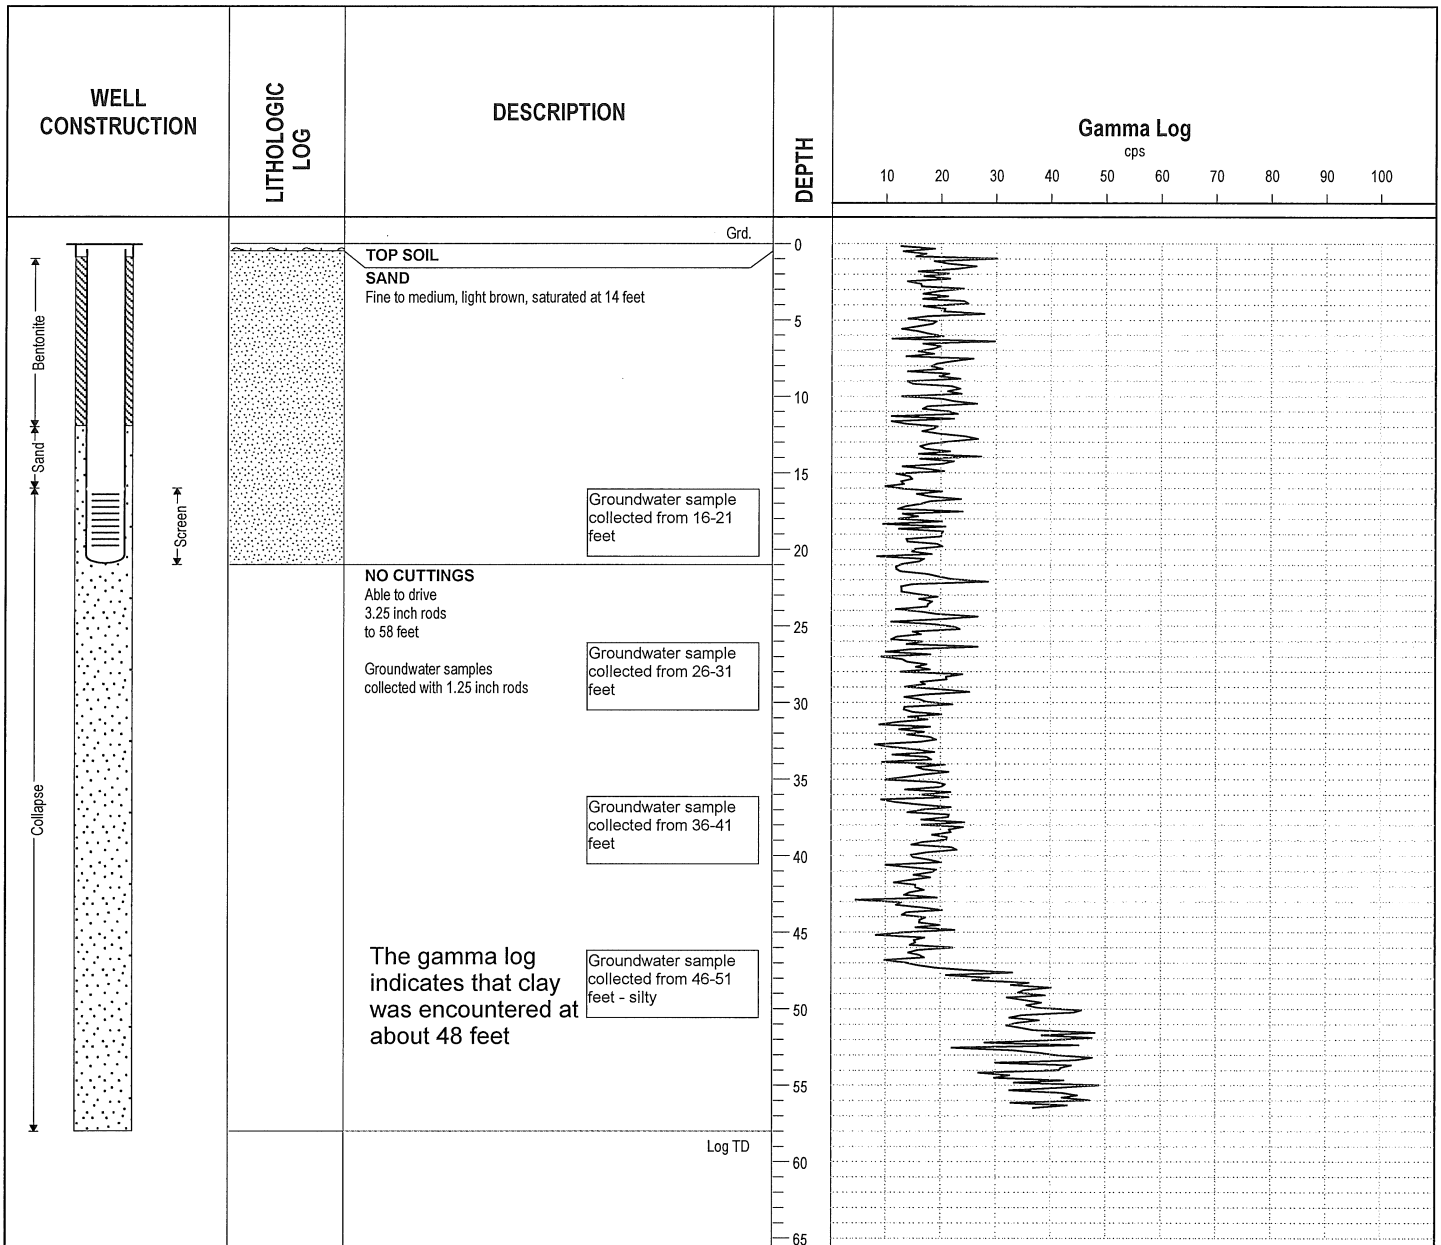 WELL
CONSTRUCTION
LITHOLOGIC
LOG
DESCRIPTION
DEPTH
Gamma Log
cps
10 20 30 40 50 60 70 80 90 100
Grd.
TOP SOIL
SAND
Fine to medium, light brown, saturated at 14 feet
Groundwater sample
collected from 16-21
feet
NO CUTTINGS
Able to drive
3.25 inch rods
to 58 feet
Groundwater samples
collected with 1.25 inch rods
Groundwater sample
collected from 26-31
feet
Groundwater sample
collected from 36-41
feet
The gamma log
indicates that clay
was encountered at
about 48 feet
Groundwater sample
collected from 46-51
feet - silty
Log TD
Bentonite
Sand
Screen
Collapse
0
5
10
15
20
25
30
35
40
45
50
55
60
65